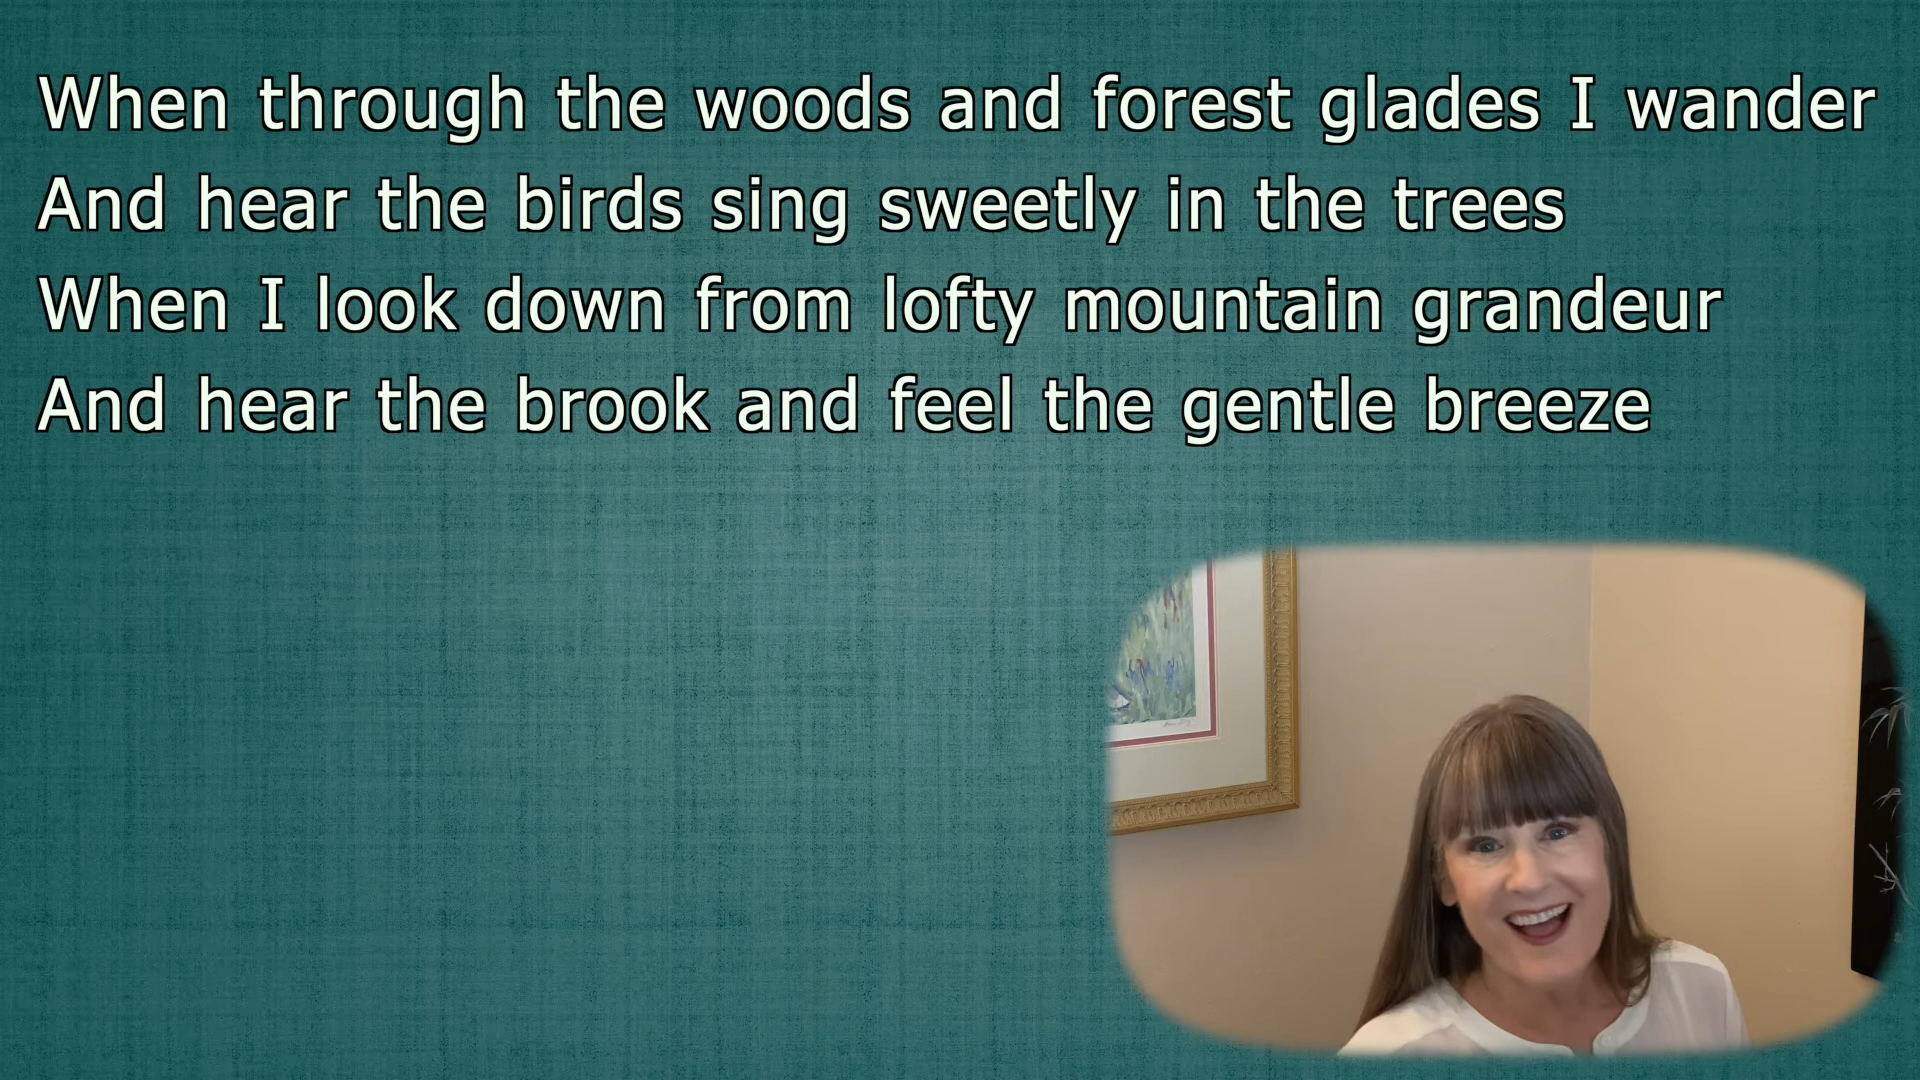 When through the woods and forest glades I wander
And hear the birds sing sweetly in the trees
When I look down from lofty mountain grandeur
And hear the brook and feel the gentle breeze